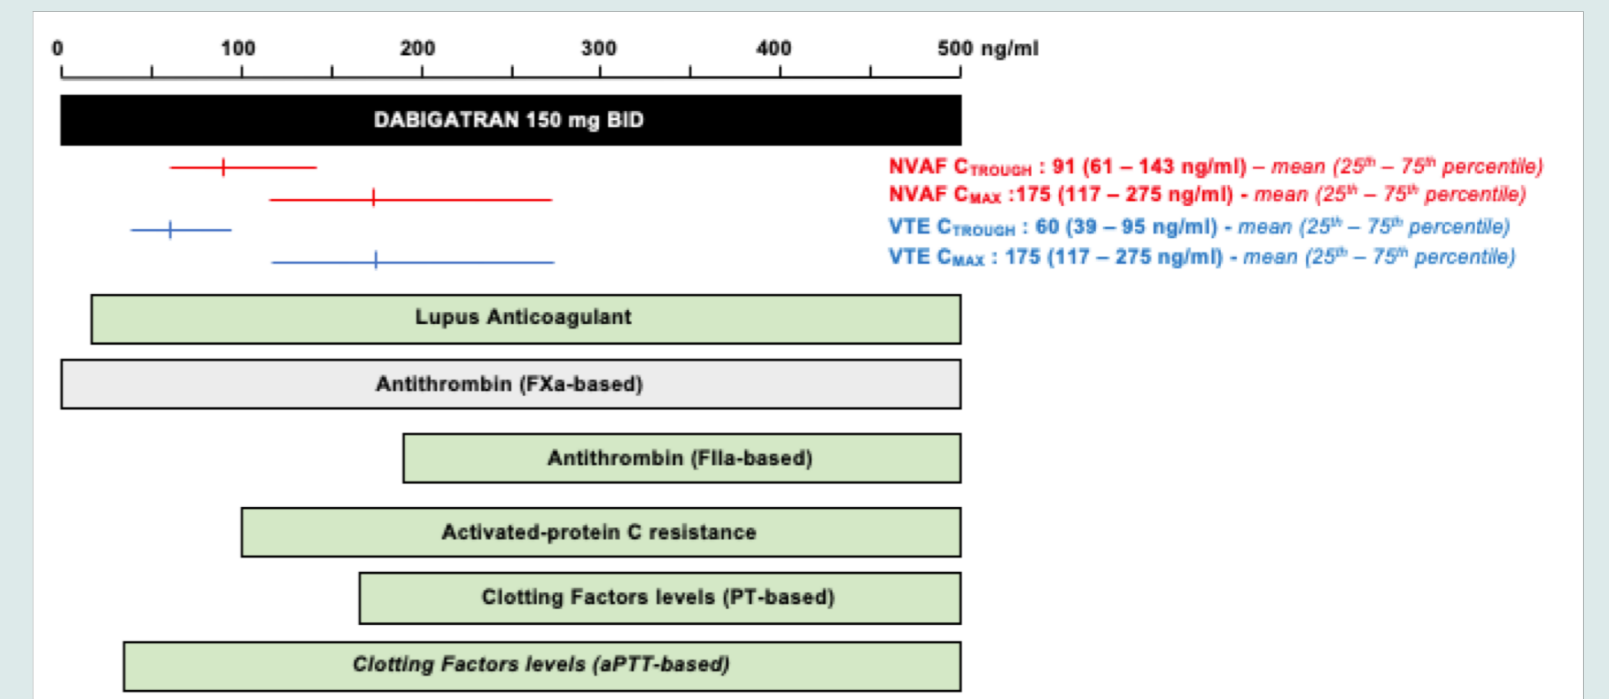 0 100 200 300 400 500 ng/ml
DABIGATRAN 150 mg BID
NVAF CTROUGH : 91 (61 – 143 ng/ml) – mean (25th – 75th percentile)
NVAF CMAX :175 (117 – 275 ng/ml) - mean (25th – 75th percentile)
VTE CTROUGH : 60 (39 – 95 ng/ml) - mean (25th – 75th percentile)
VTE CMAX : 175 (117 – 275 ng/ml) - mean (25th – 75th percentile)
Lupus Anticoagulant
Antithrombin (FXa-based)
Antithrombin (FIIa-based)
Activated-protein C resistance
Clotting Factors levels (PT-based)
Clotting Factors levels (aPTT-based)